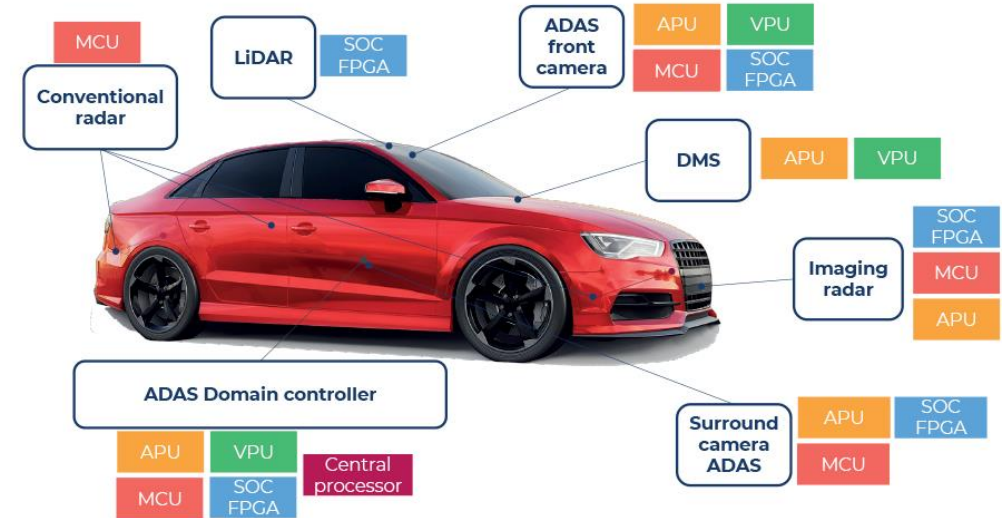 MCU
Conventional
radar
LiDAR
SOC
FPGA
ADAS
front
camera
APU
VPU
MCU
SOC
FPGA
DMS
APU
VPU
Imaging
radar
SOC
FPGA
MCU
APU
ADAS Domain controller
APU
VPU
MCU
SOC
FPGA
Central
processor
Surround
camera
ADAS
APU
SOC
FPGA
MCU